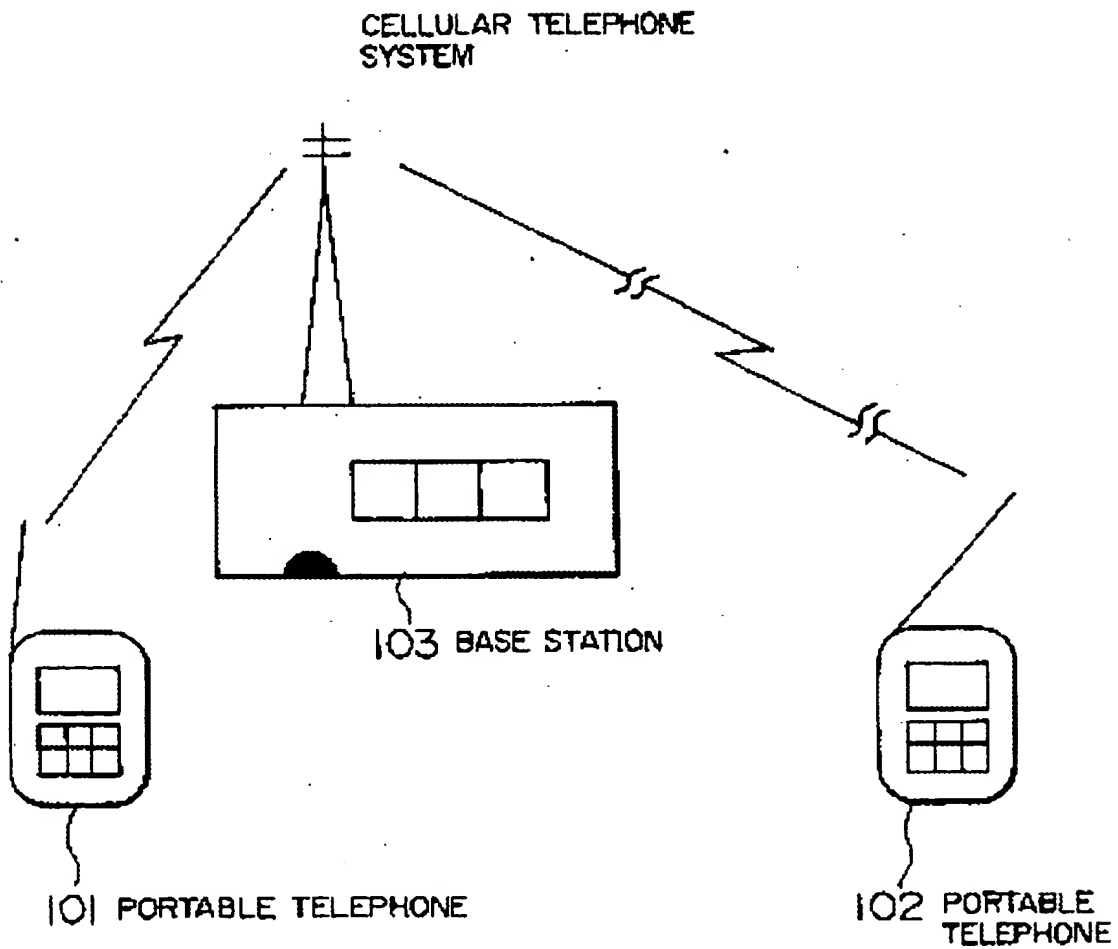 CELLULAR TELEPHONE
SYSTEM
103 BASE STATION
101 PORTABLE TELEPHONE
102 PORTABLE
TELEPHONE